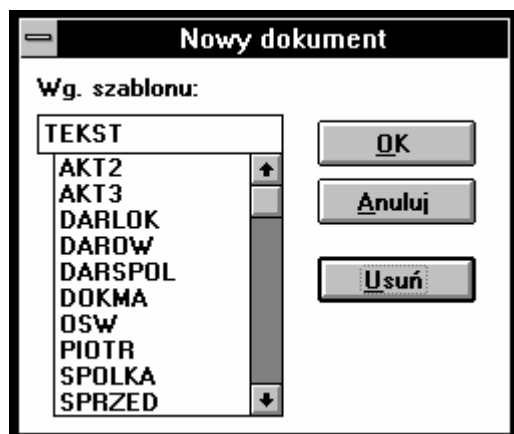 Nowy dokument
Wg. szablonu:
TEKST
AKT2
AKT3
DARLOK
DAROW
DARSPOL
DOKMA
OSW
PIOTR
SPOLKA
SPRZED
OK
Anuluj
Usuń